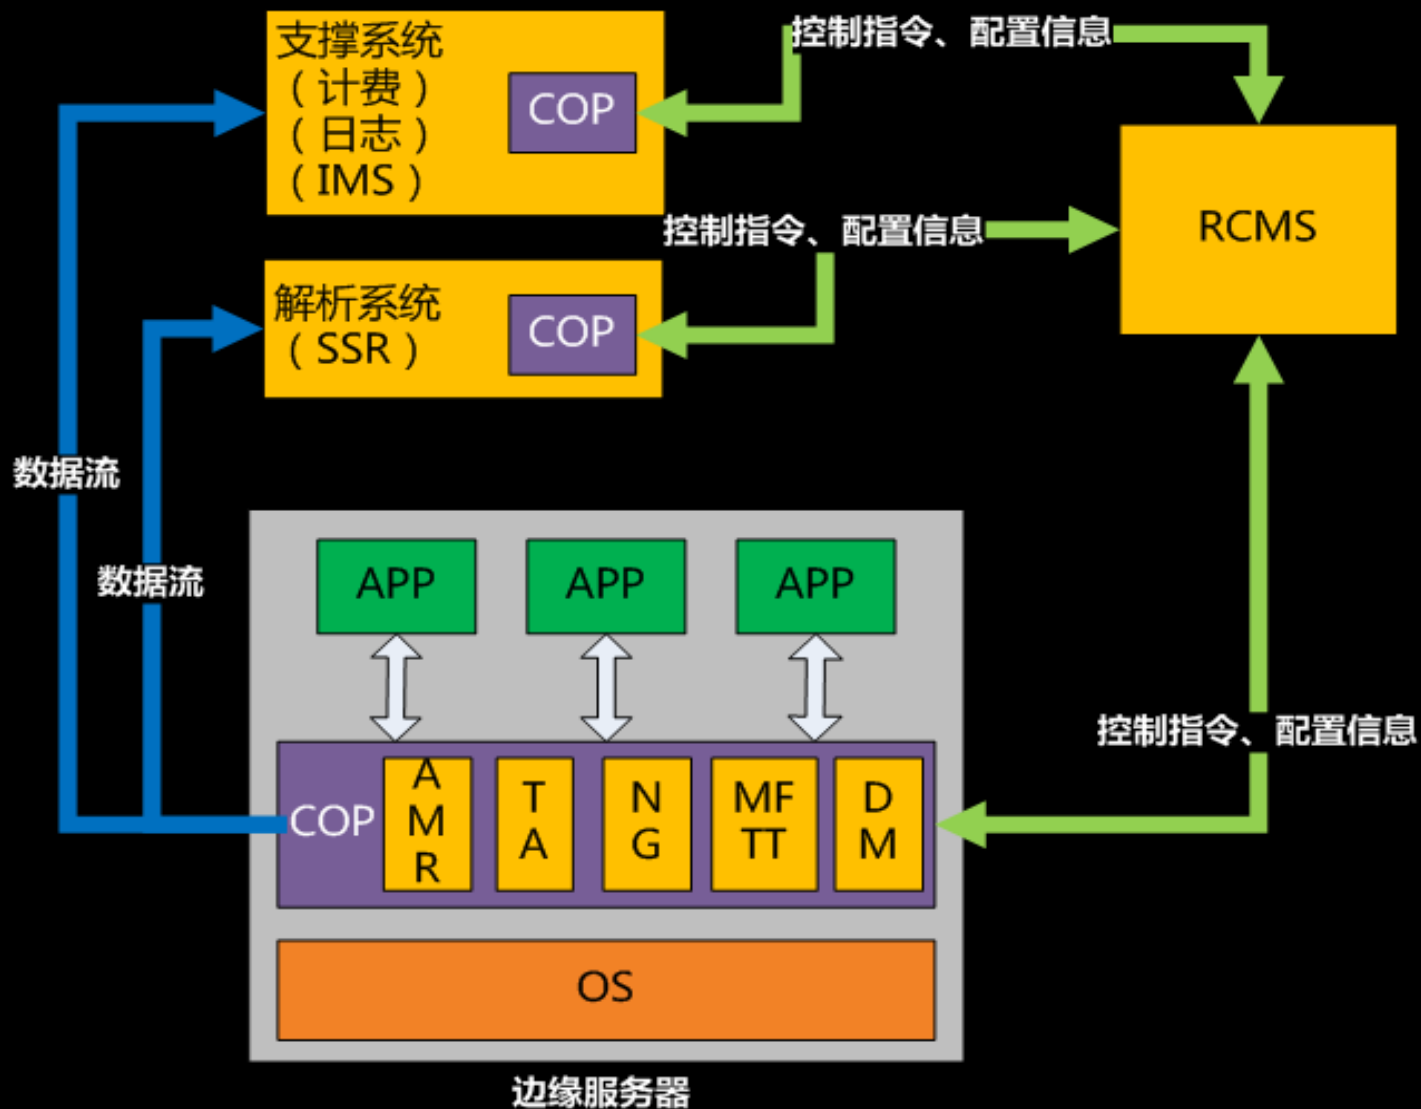 支撑系统
（计费）
（日志）
（IMS）
COP
控制指令、配置信息
RCMS
控制指令、配置信息
解析系统
（SSR）
COP
数据流
数据流
APP
APP
APP
控制指令、配置信息
COP
A
M
R
T
A
N
G
MF
TT
D
M
OS
边缘服务器